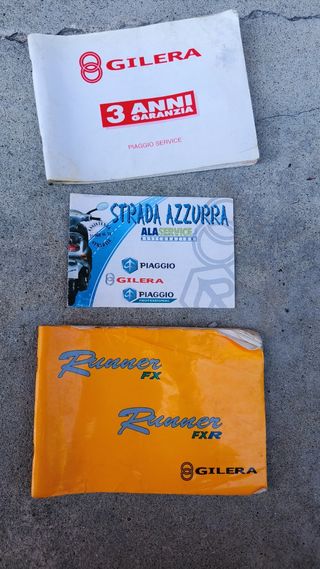 GILERA
3 ANNI
GARANZIA
PIAGGIO SERVICE
STRADA AZZURRA
ALASERVICE
PIAGGIO
GILERA
PIAGGIO
Runner
FX
Runner
FXR
GILERA